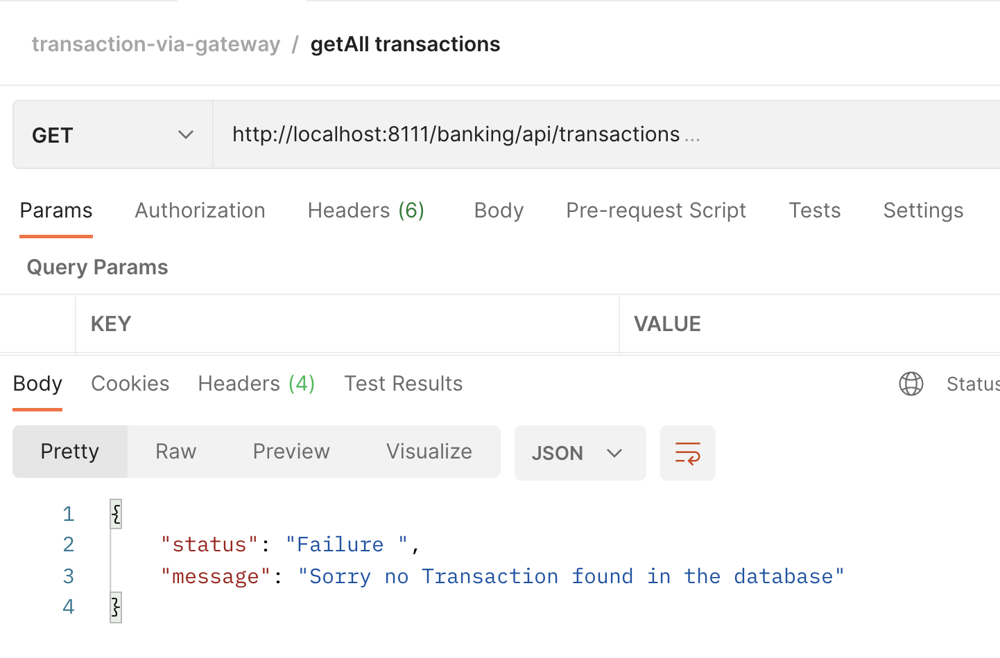 transaction-via-gateway / getAll transactions
GET http://localhost:8111/banking/api/transactions ...
Params Authorization Headers (6) Body Pre-request Script Tests Settings
Query Params
KEY VALUE
Body Cookies Headers (4) Test Results Status
Pretty Raw Preview Visualize JSON
1 {
2 "status": "Failure ",
3 "message": "Sorry no Transaction found in the database"
4 }